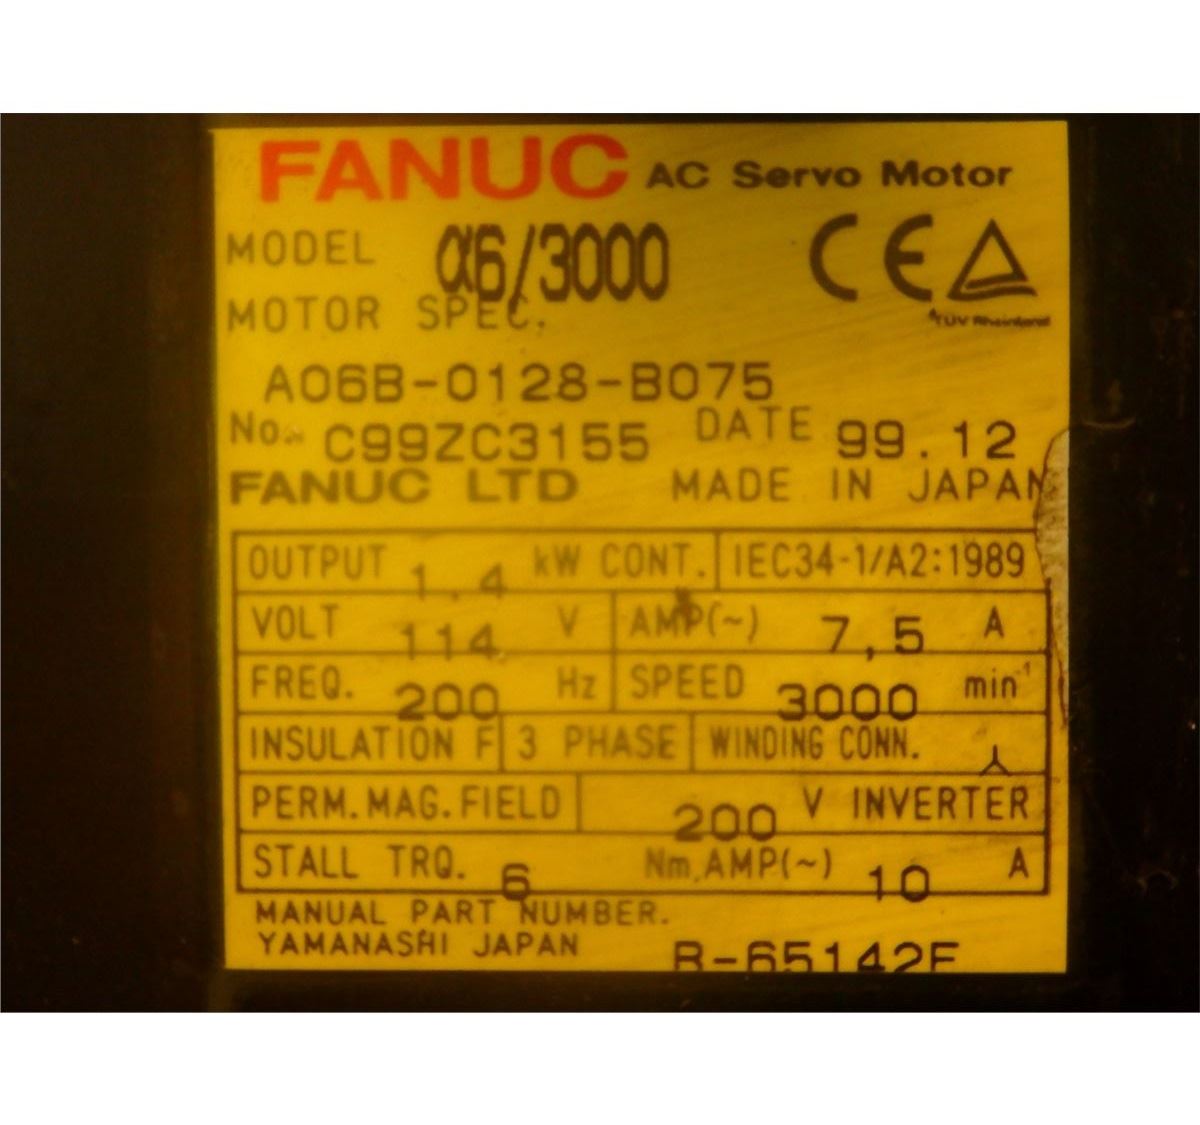 FANUC AC Servo Motor
MODEL α6/3000 CE
TÜV Rheinland
MOTOR SPEC.
A06B-0128-B075
No. C99ZC3155 DATE 99.12
FANUC LTD MADE IN JAPAN
OUTPUT 1.4 kW CONT. IEC34-1/A2:1989
VOLT 114 V AMP(~) 7,5 A
FREQ. 200 Hz SPEED 3000 min⁻¹
INSULATION F 3 PHASE WINDING CONN.
PERM.MAG.FIELD 200 V INVERTER
STALL TRQ. 6 Nm,AMP(~) 10 A
MANUAL PART NUMBER.
YAMANASHI JAPAN